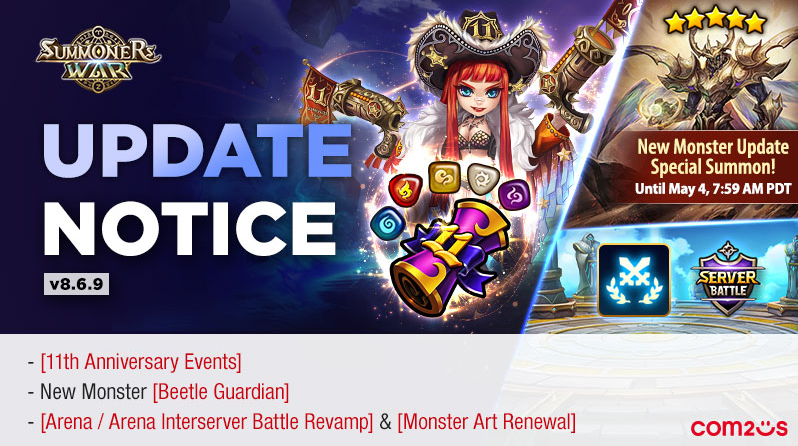 SUMMONERS
WAR
UPDATE
NOTICE
v8.6.9
11
11
11
New Monster Update
Special Summon!
Until May 4, 7:59 AM PDT
SERVER
BATTLE
- [11th Anniversary Events]
- New Monster [Beetle Guardian]
- [Arena / Arena Interserver Battle Revamp] & [Monster Art Renewal]
com2us